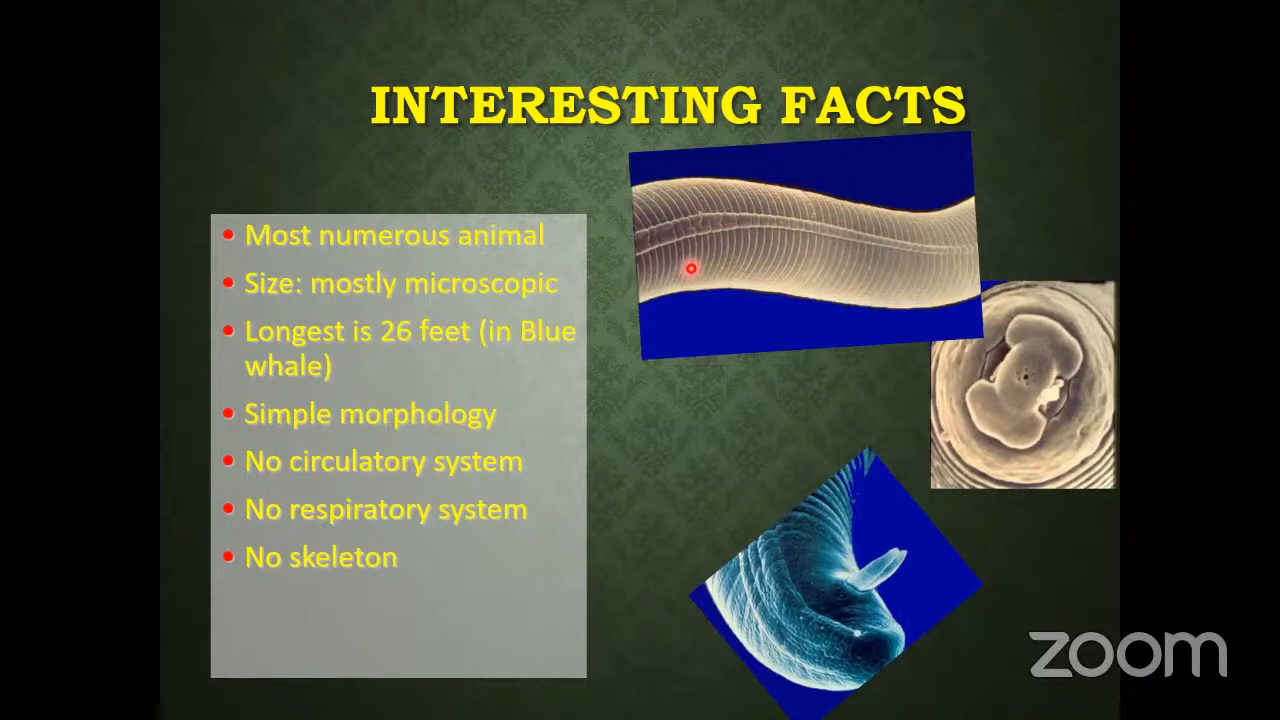 INTERESTING FACTS
• Most numerous animal
• Size: mostly microscopic
• Longest is 26 feet (in Blue
whale)
• Simple morphology
• No circulatory system
• No respiratory system
• No skeleton
zoom